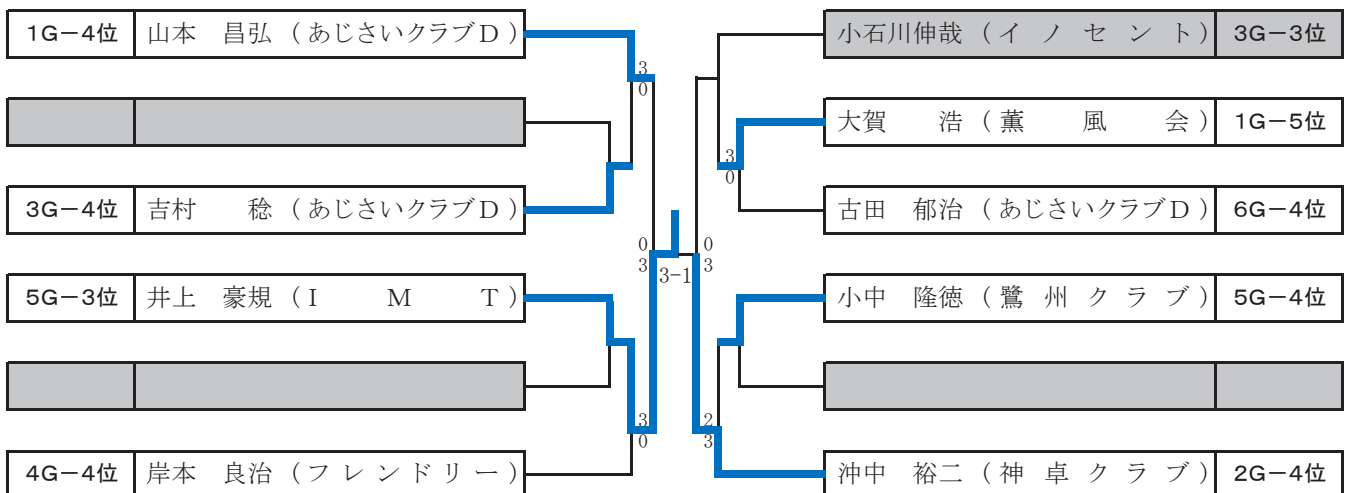 1G－4位 山本　昌弘（あじさいクラブD）
3G－4位 吉村　　稔（あじさいクラブD）
5G－3位 井上　豪規（I　M　T）
4G－4位 岸本　良治（フレンドリー）
3
0
0
3
3
0
3-1
小石川伸哉（イノセント） 3G－3位
大賀　　浩（薫　風　会） 1G－5位
古田　郁治（あじさいクラブD） 6G－4位
小中　隆徳（鷺州クラブ） 5G－4位
沖中　裕二（神卓クラブ） 2G－4位
3
0
0
3
2
3